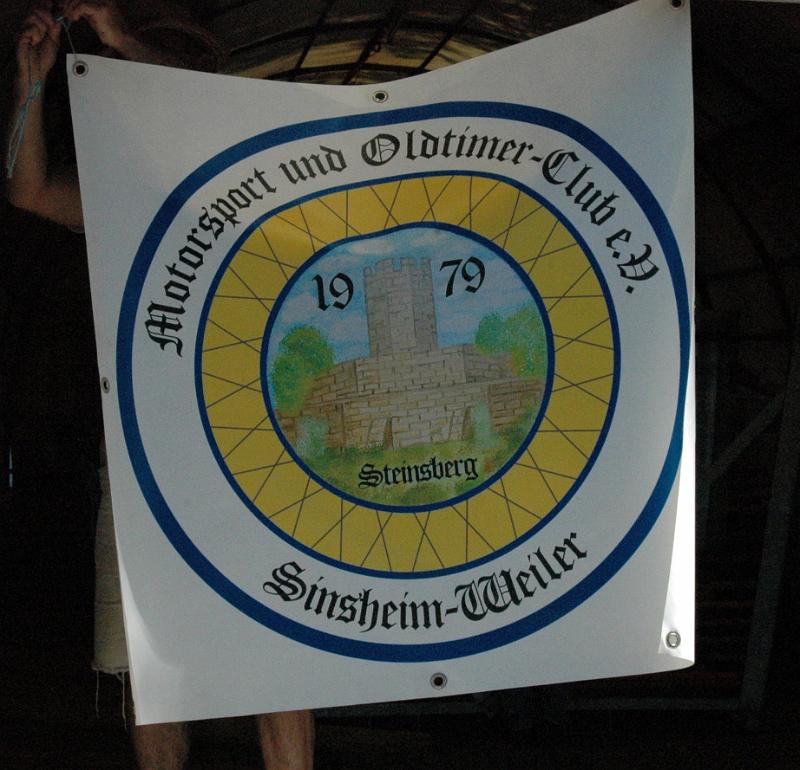 Motorsport und Oldtimer-Club e.V.
19 79
Steinsberg
Sinsheim-Weiler